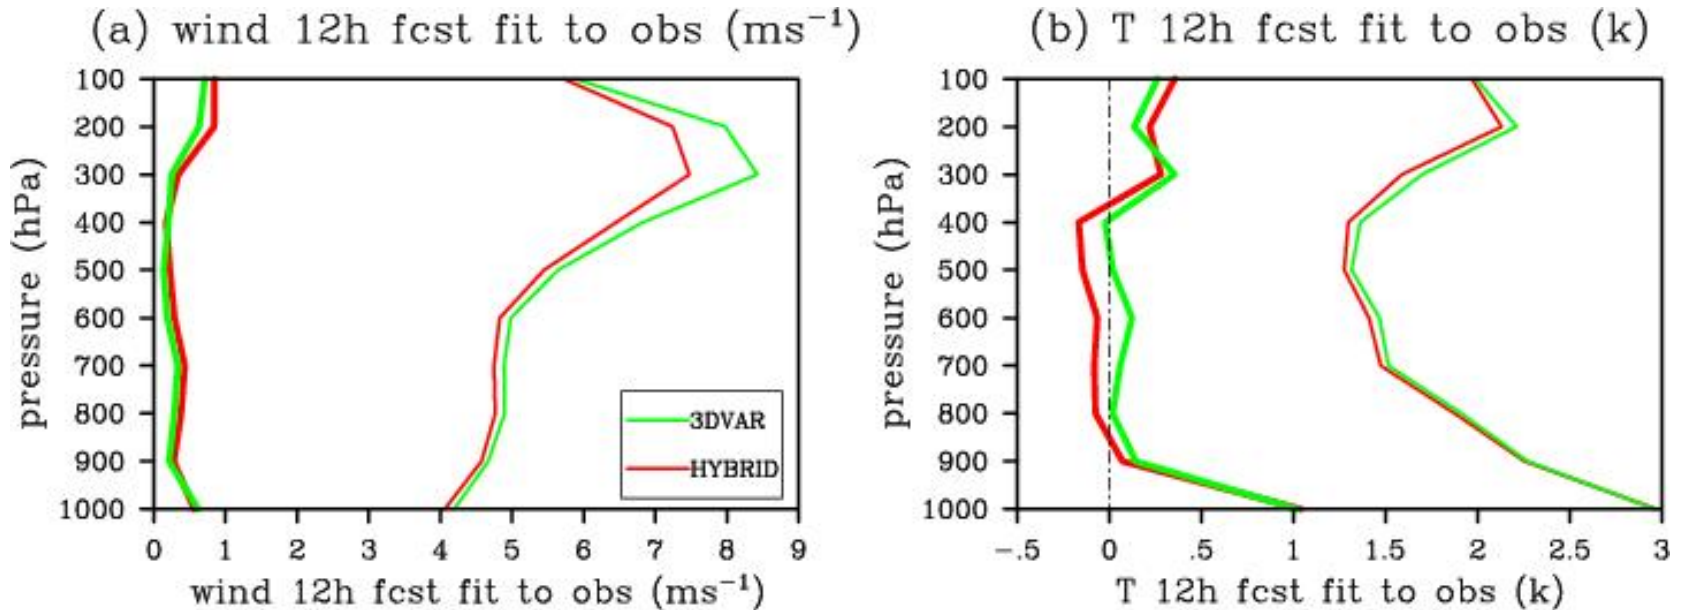 (a) wind 12h fcst fit to obs (ms⁻¹)
100
200
300
400
500
600
700
800
900
1000
pressure (hPa)
3DVAR
HYBRID
0 1 2 3 4 5 6 7 8 9
wind 12h fcst fit to obs (ms⁻¹)
(b) T 12h fcst fit to obs (k)
100
200
300
400
500
600
700
800
900
1000
pressure (hPa)
-.5 0 .5 1 1.5 2 2.5 3
T 12h fcst fit to obs (k)